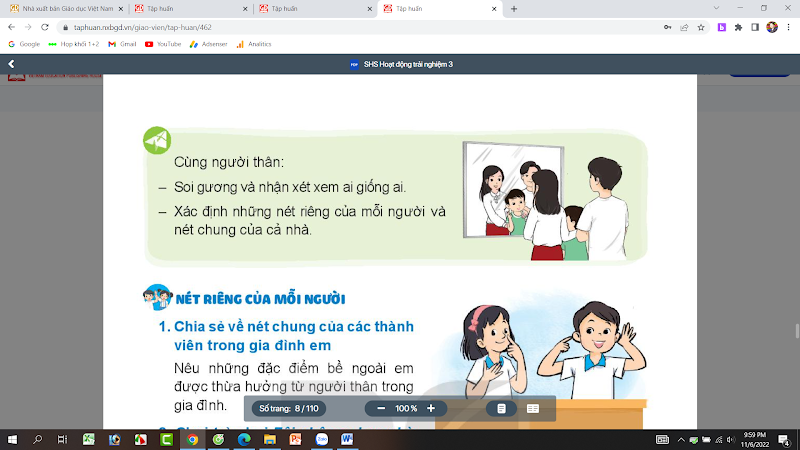 Nhà xuất bản Giáo dục Việt Nam
Tập huấn
Tập huấn
Tập huấn
taphuan.nxbgd.vn/giao-vien/tap-huan/462
Google
Họp khối 1+2
Gmail
YouTube
Adsenser
Analitics
PDF SHS Hoạt động trải nghiệm 3
Cùng người thân:
– Soi gương và nhận xét xem ai giống ai.
– Xác định những nét riêng của mỗi người và
nét chung của cả nhà.
NÉT RIÊNG CỦA MỖI NGƯỜI
1. Chia sẻ về nét chung của các thành
viên trong gia đình em
Nêu những đặc điểm bề ngoài em
được thừa hưởng từ người thân trong
gia đình.
Số trang: 8 / 110
100 %
9:59 PM
11/6/2022
4